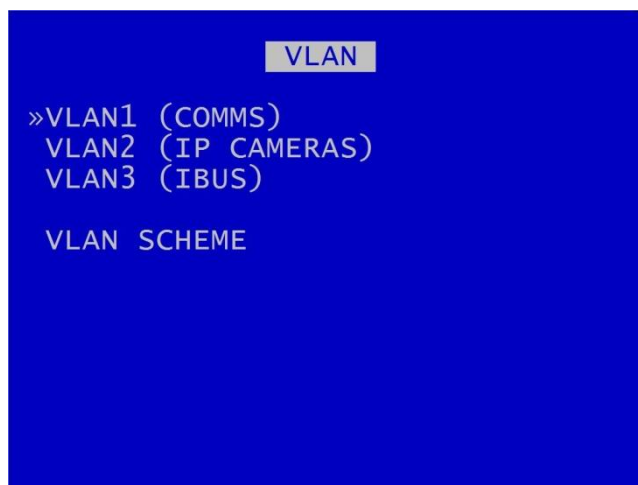 VLAN
»VLAN1 (COMMS)
VLAN2 (IP CAMERAS)
VLAN3 (IBUS)
VLAN SCHEME